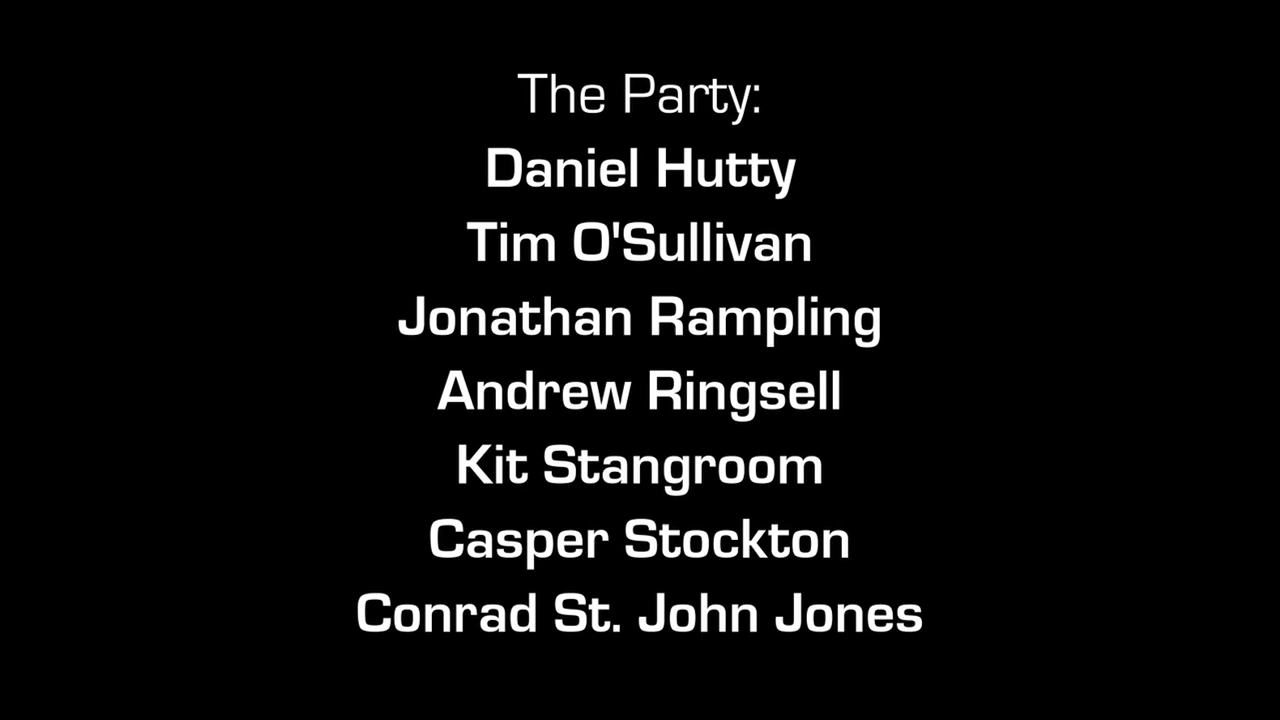 The Party:
Daniel Hutty
Tim O'Sullivan
Jonathan Rampling
Andrew Ringsell
Kit Stangroom
Casper Stockton
Conrad St. John Jones